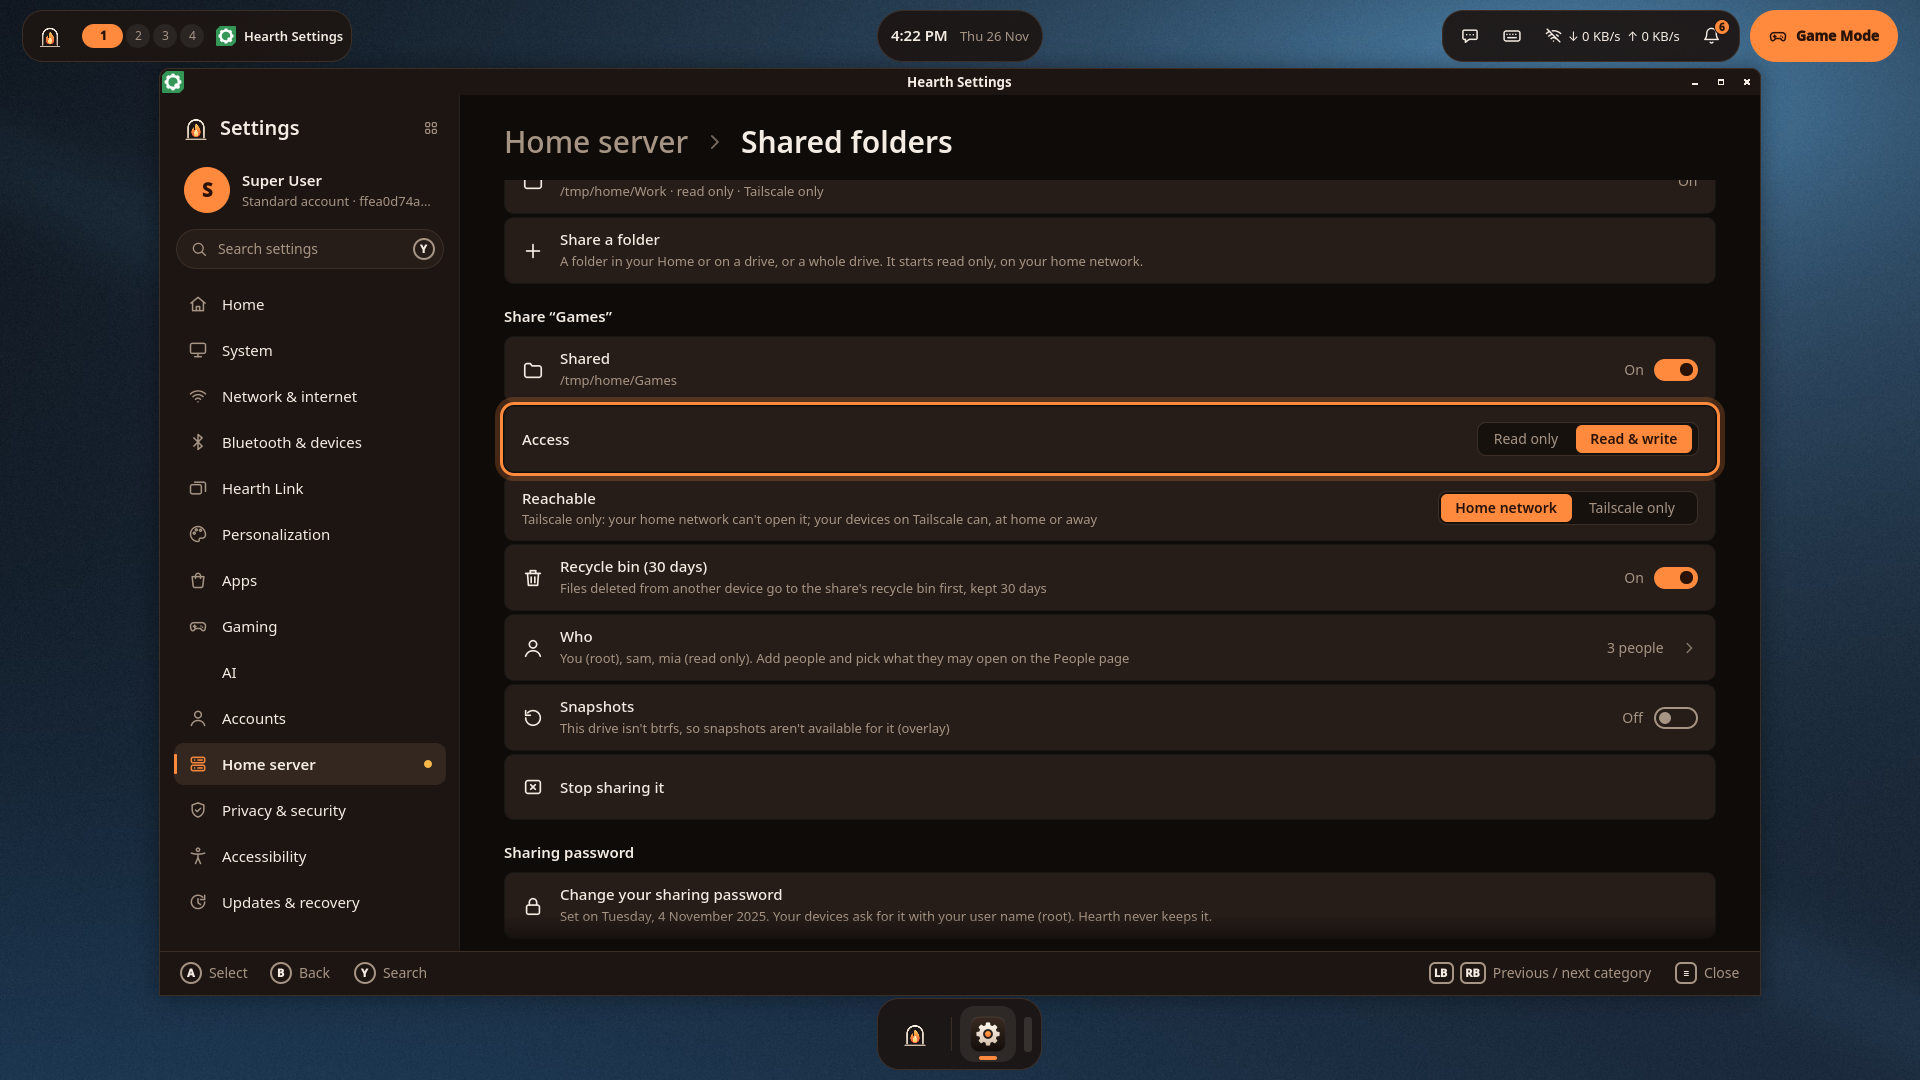 1 2 3 4 Hearth Settings
4:22 PM Thu 26 Nov
↓ 0 KB/s ↑ 0 KB/s
6
Game Mode
Hearth Settings
Settings
Super User
Standard account · ffea0d74a...
Search settings Y
Home
System
Network & internet
Bluetooth & devices
Hearth Link
Personalization
Apps
Gaming
AI
Accounts
Home server
Privacy & security
Accessibility
Updates & recovery
Home server > Shared folders
/tmp/home/Work · read only · Tailscale only
On
Share a folder
A folder in your Home or on a drive, or a whole drive. It starts read only, on your home network.
Share “Games”
Shared
/tmp/home/Games
On
Access
Read only Read & write
Reachable
Tailscale only: your home network can't open it; your devices on Tailscale can, at home or away
Home network Tailscale only
Recycle bin (30 days)
Files deleted from another device go to the share's recycle bin first, kept 30 days
On
Who
You (root), sam, mia (read only). Add people and pick what they may open on the People page
3 people
Snapshots
This drive isn't btrfs, so snapshots aren't available for it (overlay)
Off
Stop sharing it
Sharing password
Change your sharing password
Set on Tuesday, 4 November 2025. Your devices ask for it with your user name (root). Hearth never keeps it.
A Select B Back Y Search
LB RB Previous / next category ≡ Close